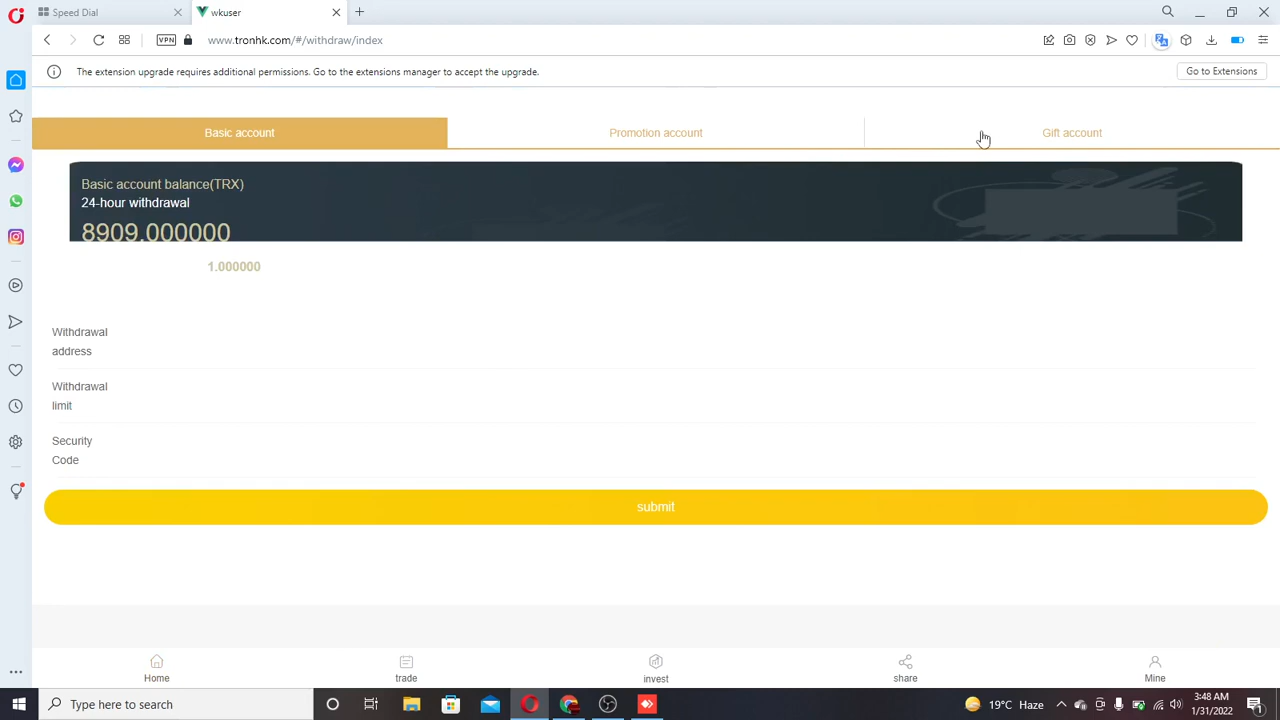 Speed Dial
wkuser
VPN
www.tronhk.com/#/withdraw/index
The extension upgrade requires additional permissions. Go to the extensions manager to accept the upgrade.
Go to Extensions
Basic account
Promotion account
Gift account
Basic account balance(TRX)
24-hour withdrawal
8909.000000
1.000000
Withdrawal
address
Withdrawal
limit
Security
Code
submit
Home
trade
invest
share
Mine
Type here to search
19°C Haze
3:48 AM
1/31/2022
1